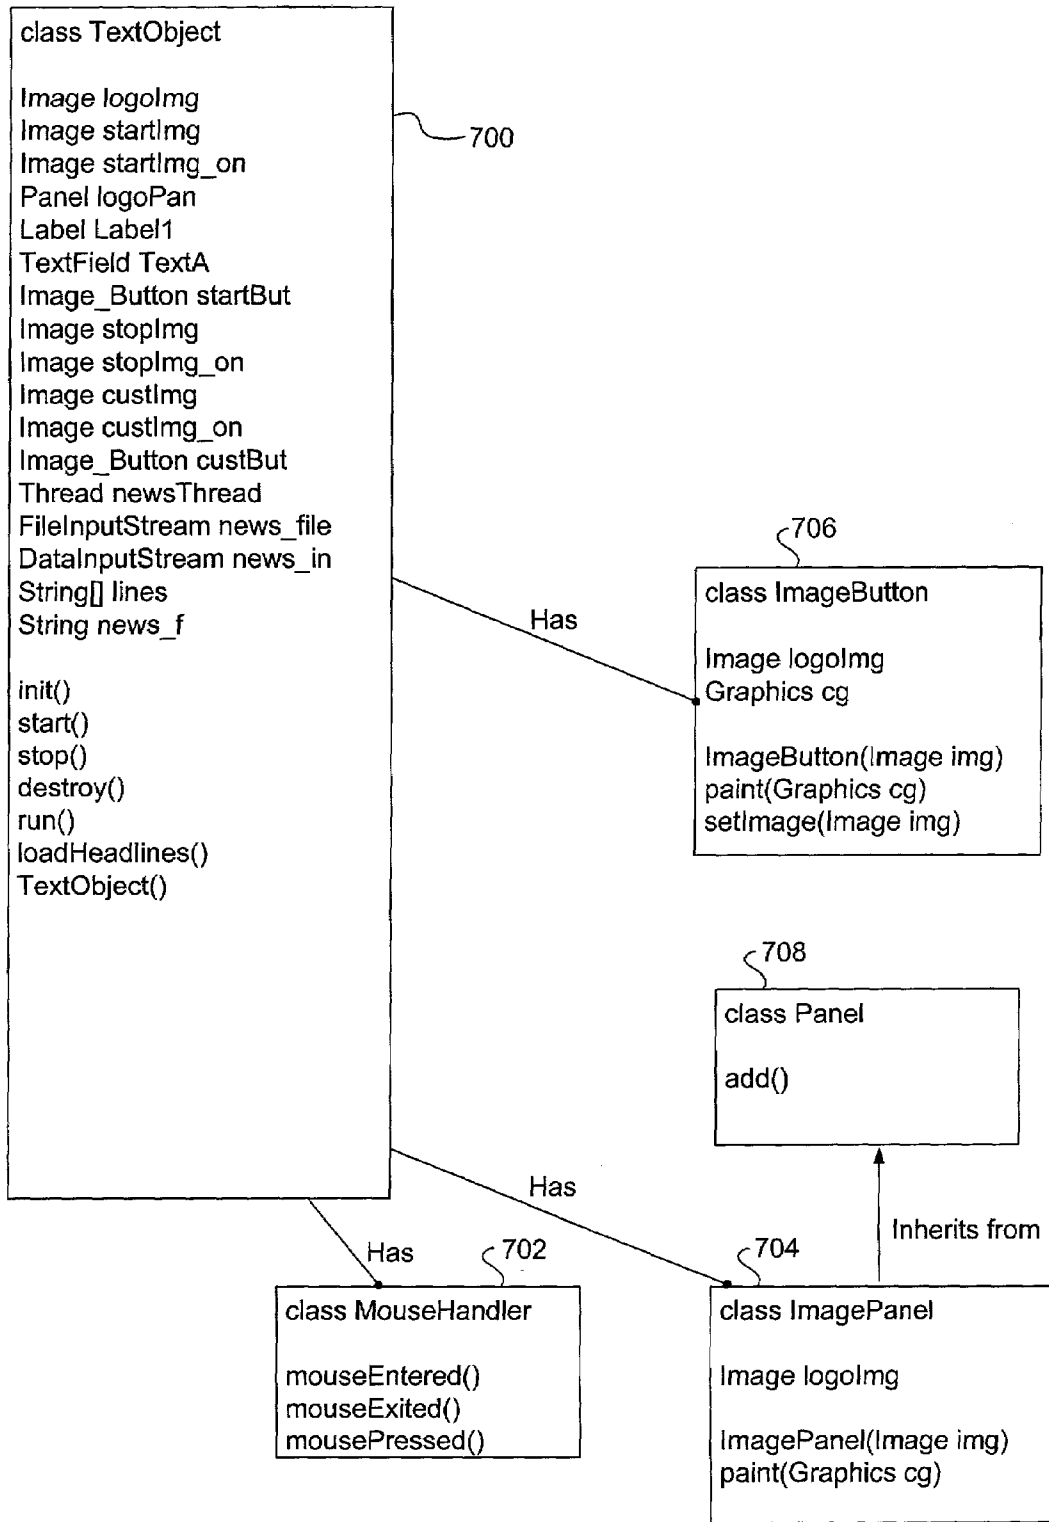 class TextObject
Image logoImg
Image startImg
Image startImg_on
Panel logoPan
Label Label1
TextField TextA
Image_Button startBut
Image stopImg
Image stopImg_on
Image custImg
Image custImg_on
Image_Button custBut
Thread newsThread
FileInputStream news_file
DataInputStream news_in
String[] lines
String news_f
init()
start()
stop()
destroy()
run()
loadHeadlines()
TextObject()
700
Has
706
class ImageButton
Image logoImg
Graphics cg
ImageButton(Image img)
paint(Graphics cg)
setImage(Image img)
708
class Panel
add()
Inherits from
Has
Has
702
class MouseHandler
mouseEntered()
mouseExited()
mousePressed()
704
class ImagePanel
Image logoImg
ImagePanel(Image img)
paint(Graphics cg)